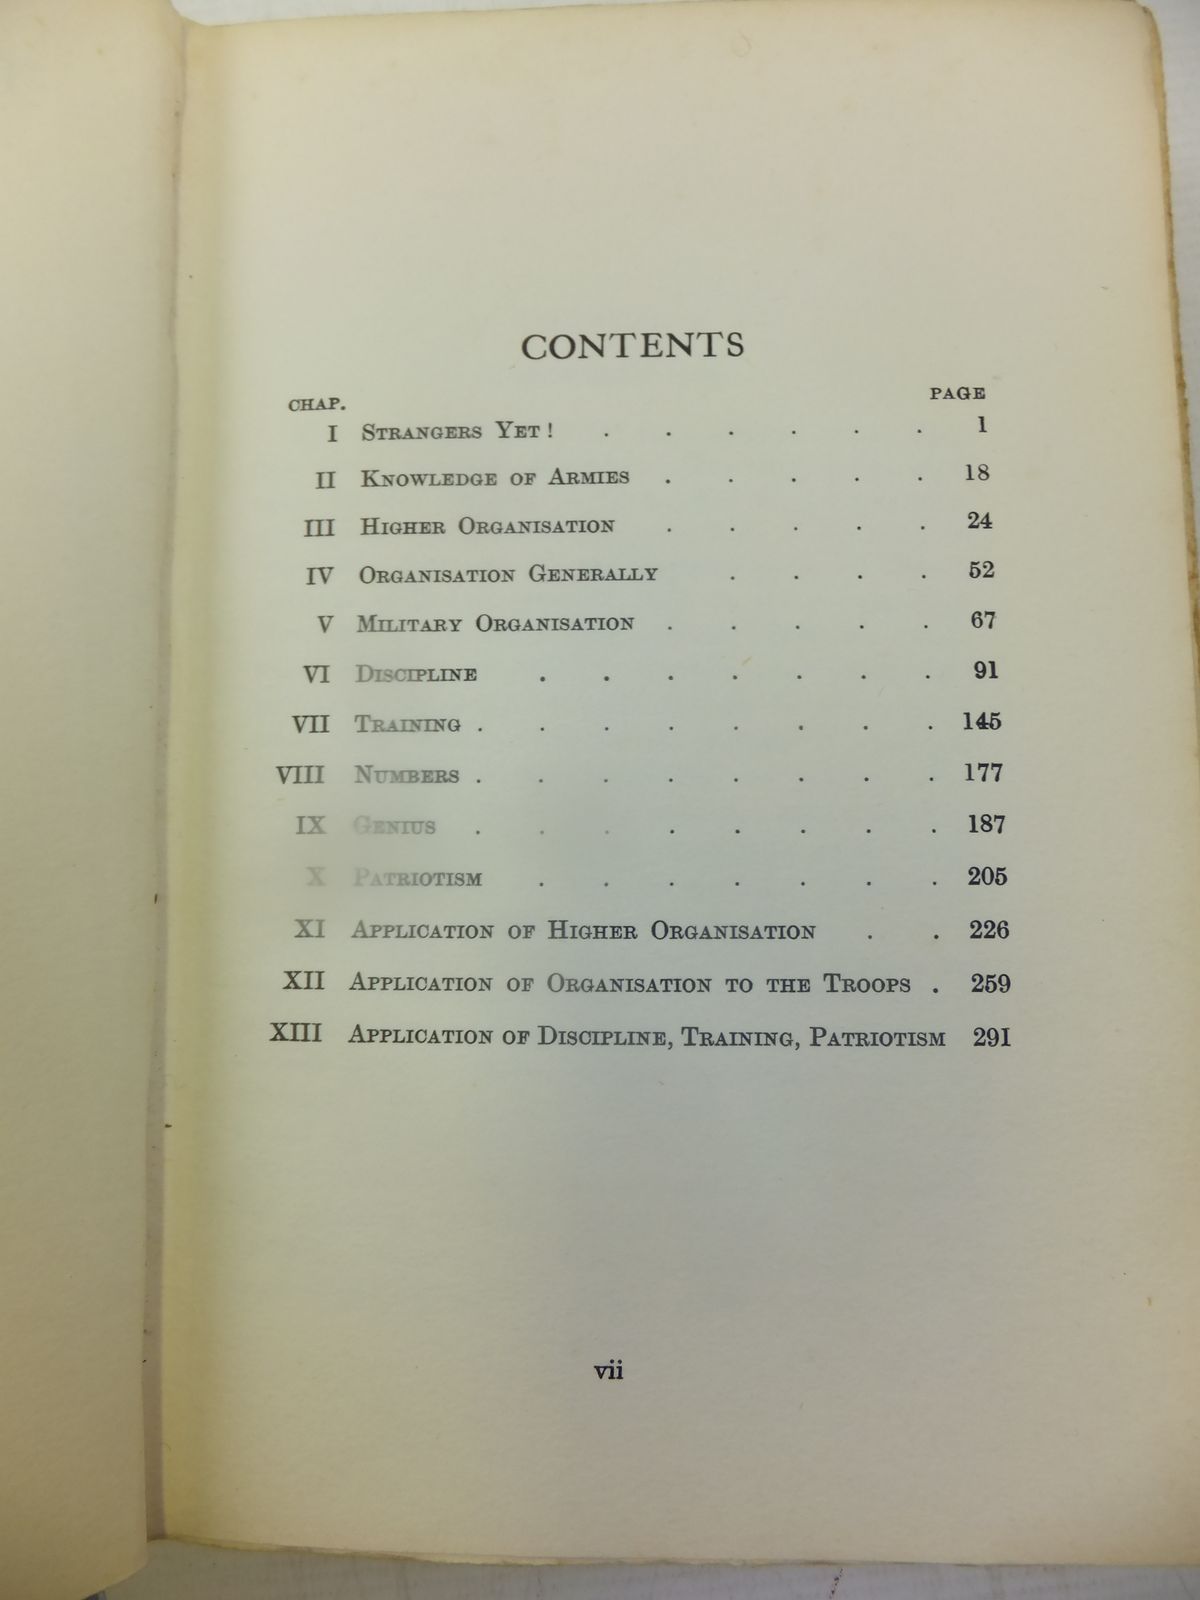 CONTENTS
CHAP. PAGE
I Strangers Yet! . . . . . . 1
II Knowledge of Armies . . . . . 18
III Higher Organisation . . . . . 24
IV Organisation Generally . . . . 52
V Military Organisation . . . . . 67
VI Discipline . . . . . . . 91
VII Training . . . . . . . . 145
VIII Numbers . . . . . . . . 177
IX Genius . . . . . . . . 187
X Patriotism . . . . . . . 205
XI Application of Higher Organisation . . 226
XII Application of Organisation to the Troops . 259
XIII Application of Discipline, Training, Patriotism 291
vii